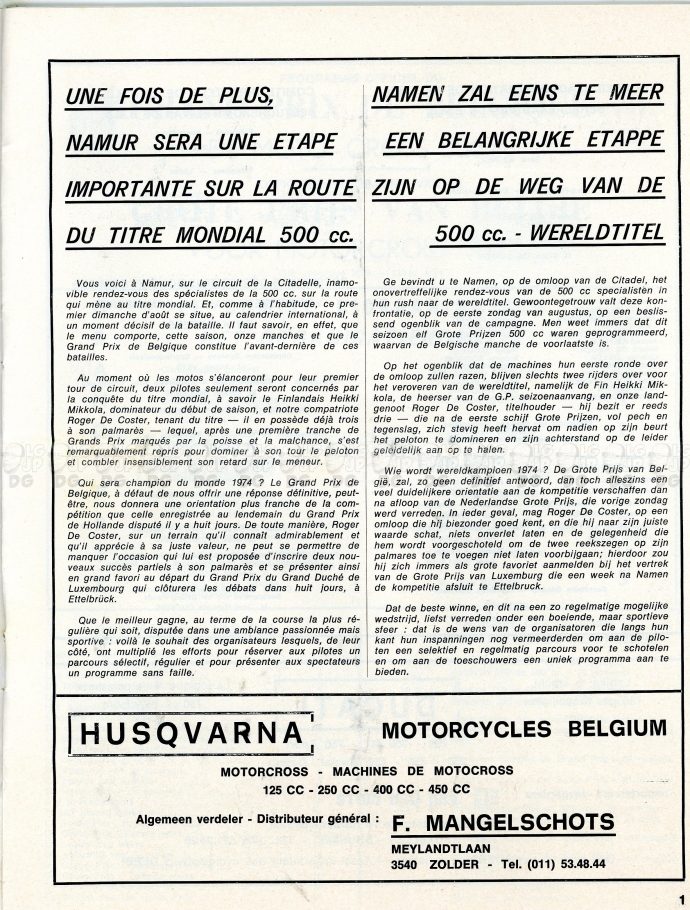 UNE FOIS DE PLUS,
NAMUR SERA UNE ETAPE
IMPORTANTE SUR LA ROUTE
DU TITRE MONDIAL 500 cc.
Vous voici à Namur, sur le circuit de la Citadelle, inamo-
vible rendez-vous des spécialistes de la 500 cc. sur la route
qui mène au titre mondial. Et, comme à l'habitude, ce pre-
mier dimanche d'août se situe, au calendrier international, à
un moment décisif de la bataille. Il faut savoir, en effet, que
le menu comporte, cette saison, onze manches et que le
Grand Prix de Belgique constitue l'avant-dernière de ces
batailles.
Au moment où les motos s'élanceront pour leur premier
tour de circuit, deux pilotes seulement seront concernés par
la conquête du titre mondial, à savoir le Finlandais Heikki
Mikkola, dominateur du début de saison, et notre compatriote
Roger De Coster, tenant du titre — il en possède déjà trois
à son palmarès — lequel, après une première tranche de
Grands Prix marqués par la poisse et la malchance, s'est
remarquablement repris pour dominer à son tour le peloton
et combler insensiblement son retard sur le meneur.
Qui sera champion du monde 1974 ? Le Grand Prix de
Belgique, à défaut de nous offrir une réponse définitive, peut-
être, nous donnera une orientation plus franche de la com-
pétition que celle enregistrée au lendemain du Grand Prix
de Hollande disputé il y a huit jours. De toute manière, Roger
De Coster, sur un terrain qu'il connaît admirablement et
qu'il apprécie à sa juste valeur, ne peut se permettre de
manquer l'occasion qui lui est proposée d'inscrire deux nou-
veaux succès partiels à son palmarès et se présenter ainsi
en grand favori au départ du Grand Prix du Grand Duché de
Luxembourg qui clôturera les débats dans huit jours, à
Ettelbrück.
Que le meilleur gagne, au terme de la course la plus ré-
gulière qui soit, disputée dans une ambiance passionnée mais
sportive : voilà le souhait des organisateurs lesquels, de leur
côté, ont multiplié les efforts pour réserver aux pilotes un
parcours sélectif, régulier et pour présenter aux spectateurs
un programme sans faille.
NAMEN ZAL EENS TE MEER
EEN BELANGRIJKE ETAPPE
ZIJN OP DE WEG VAN DE
500 cc. - WERELDTITEL
Ge bevindt u te Namen, op de omloop van de Citadel, het
onovertreffelijke rendez-vous van de 500 cc specialisten in
hun rush naar de wereldtitel. Gewoontegetrouw valt deze kon-
frontatie, op de eerste zondag van augustus, op een beslis-
send ogenblik van de campagne. Men weet immers dat dit
seizoen elf Grote Prijzen 500 cc waren geprogrammeerd,
waarvan de Belgische manche de voorlaatste is.
Op het ogenblik dat de machines hun eerste ronde over
de omloop zullen razen, blijven slechts twee rijders over voor
het veroveren van de wereldtitel, namelijk de Fin Heikki Mik-
kola, de heerser van de G.P. seizoenaanvang, en onze land-
genoot Roger De Coster, titelhouder — hij bezit er reeds
drie — die na de eerste schijf Grote Prijzen, vol pech en
tegenslag, zich stevig heeft hervat om nadien op zijn beurt
het peloton te domineren en zijn achterstand op de leider
geleidelijk aan op te halen.
Wie wordt wereldkampioen 1974 ? De Grote Prijs van Bel-
gië, zal, zo geen definitief antwoord, dan toch alleszins een
veel duidelijkere orientatie aan de kompetitie verschaffen dan
na afloop van de Nederlandse Grote Prijs, die vorige zondag
werd verreden. In ieder geval, mag Roger De Coster, op een
omloop die hij biezonder goed kent, en die hij naar zijn juiste
waarde schat, niets onverlet laten en de gelegenheid die
hem wordt voorgeschoteld om de twee reekszegen op zijn
palmares toe te voegen niet laten voorbijgaan; hierdoor zou
hij zich immers als grote favoriet aanmelden bij het vertrek
van de Grote Prijs van Luxemburg die een week na Namen
de kompetitie afsluit te Ettelbruck.
Dat de beste winne, en dit na een zo regelmatige mogelijke
wedstrijd, liefst verreden onder een boeiende, maar sportieve
sfeer : dat is de wens van de organisatoren die langs hun
kant hun inspanningen nog vermeerderden om aan de pilo-
ten een selektief en regelmatig parcours voor te schotelen
en om aan de toeschouwers een uniek programma aan te
bieden.
HUSQVARNA MOTORCYCLES BELGIUM
MOTORCROSS - MACHINES DE MOTOCROSS
125 CC - 250 CC - 400 CC - 450 CC
Algemeen verdeler - Distributeur général : F. MANGELSCHOTS
MEYLANDTLAAN
3540 ZOLDER - Tel. (011) 53.48.44
1